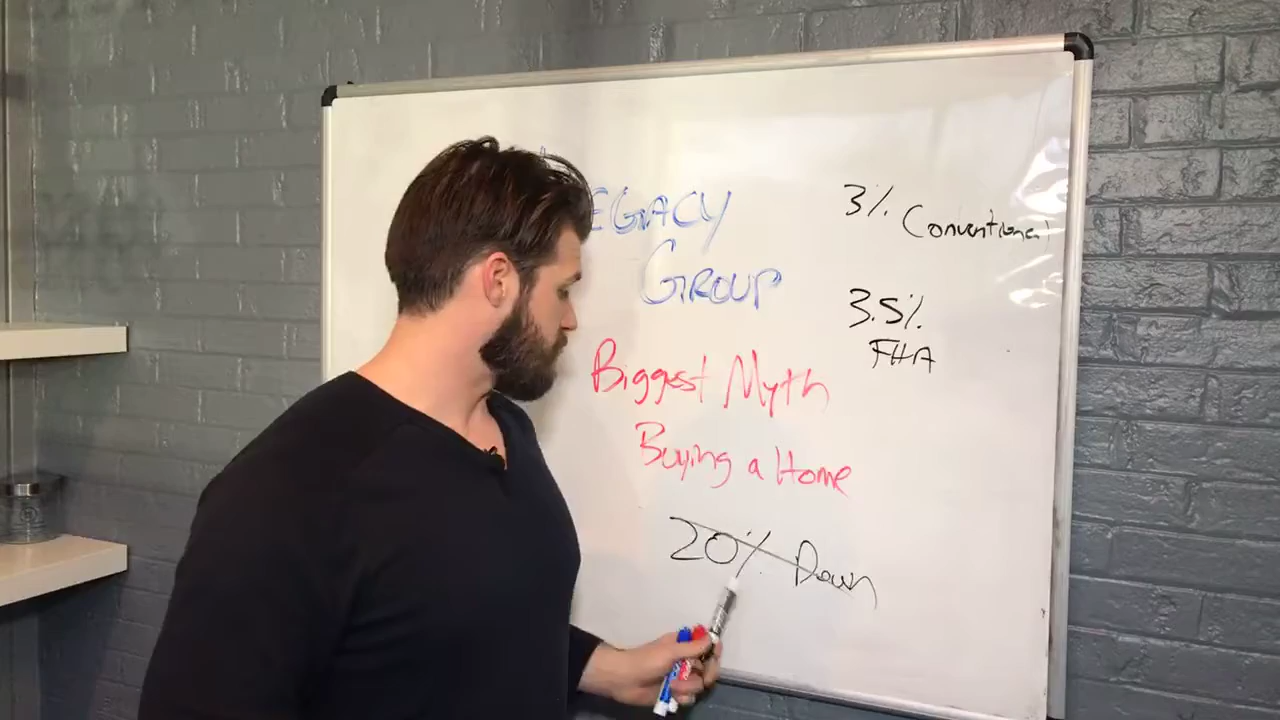 EGACY
GROUP
Biggest Myth
Buying a Home
20% Down
3% Conventional
3.5%
FHA